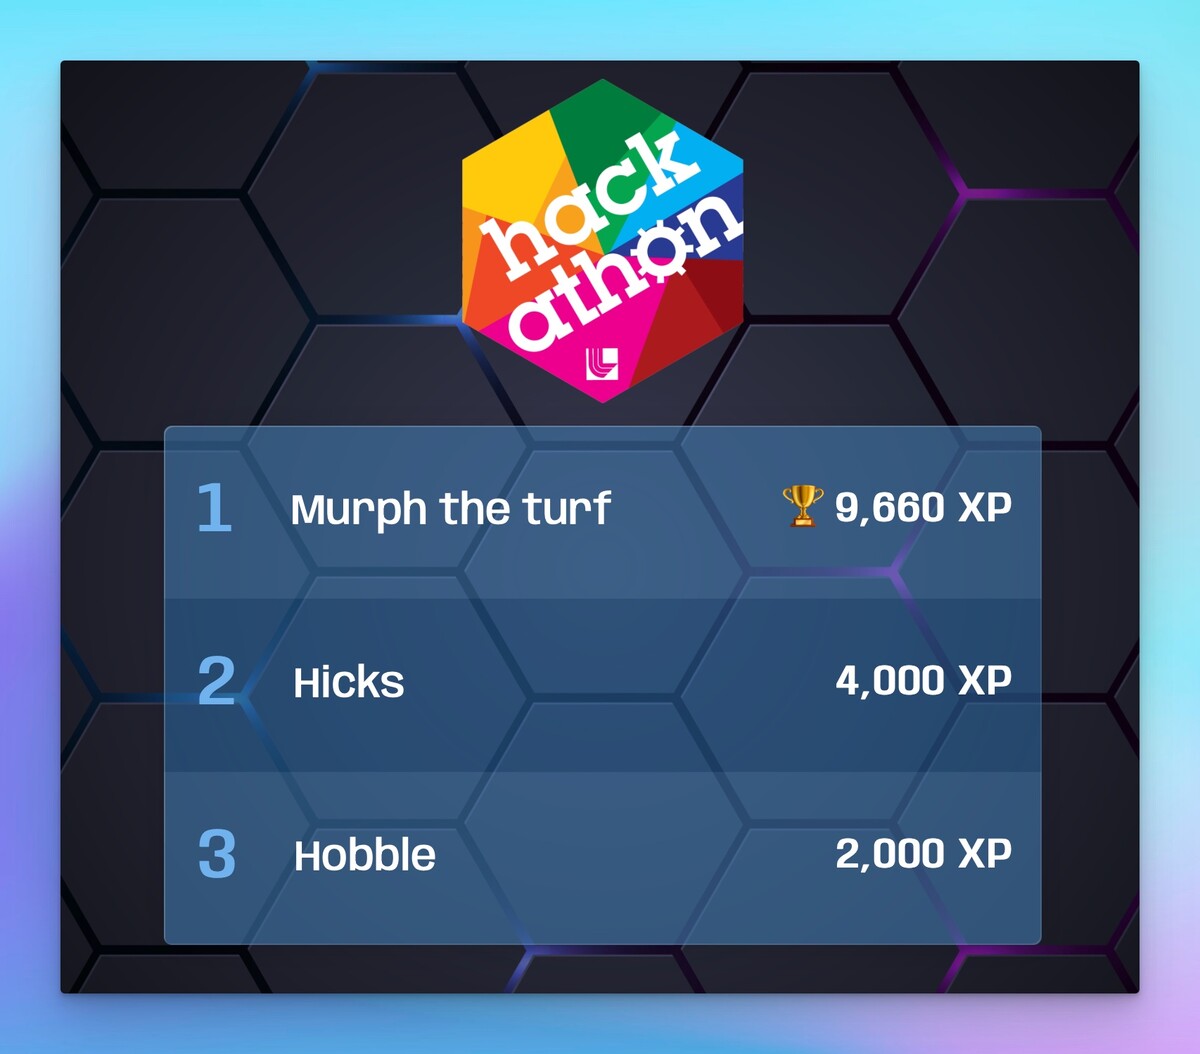 hack
athon
1 Murph the turf 🏆 9,660 XP
2 Hicks 4,000 XP
3 Hobble 2,000 XP